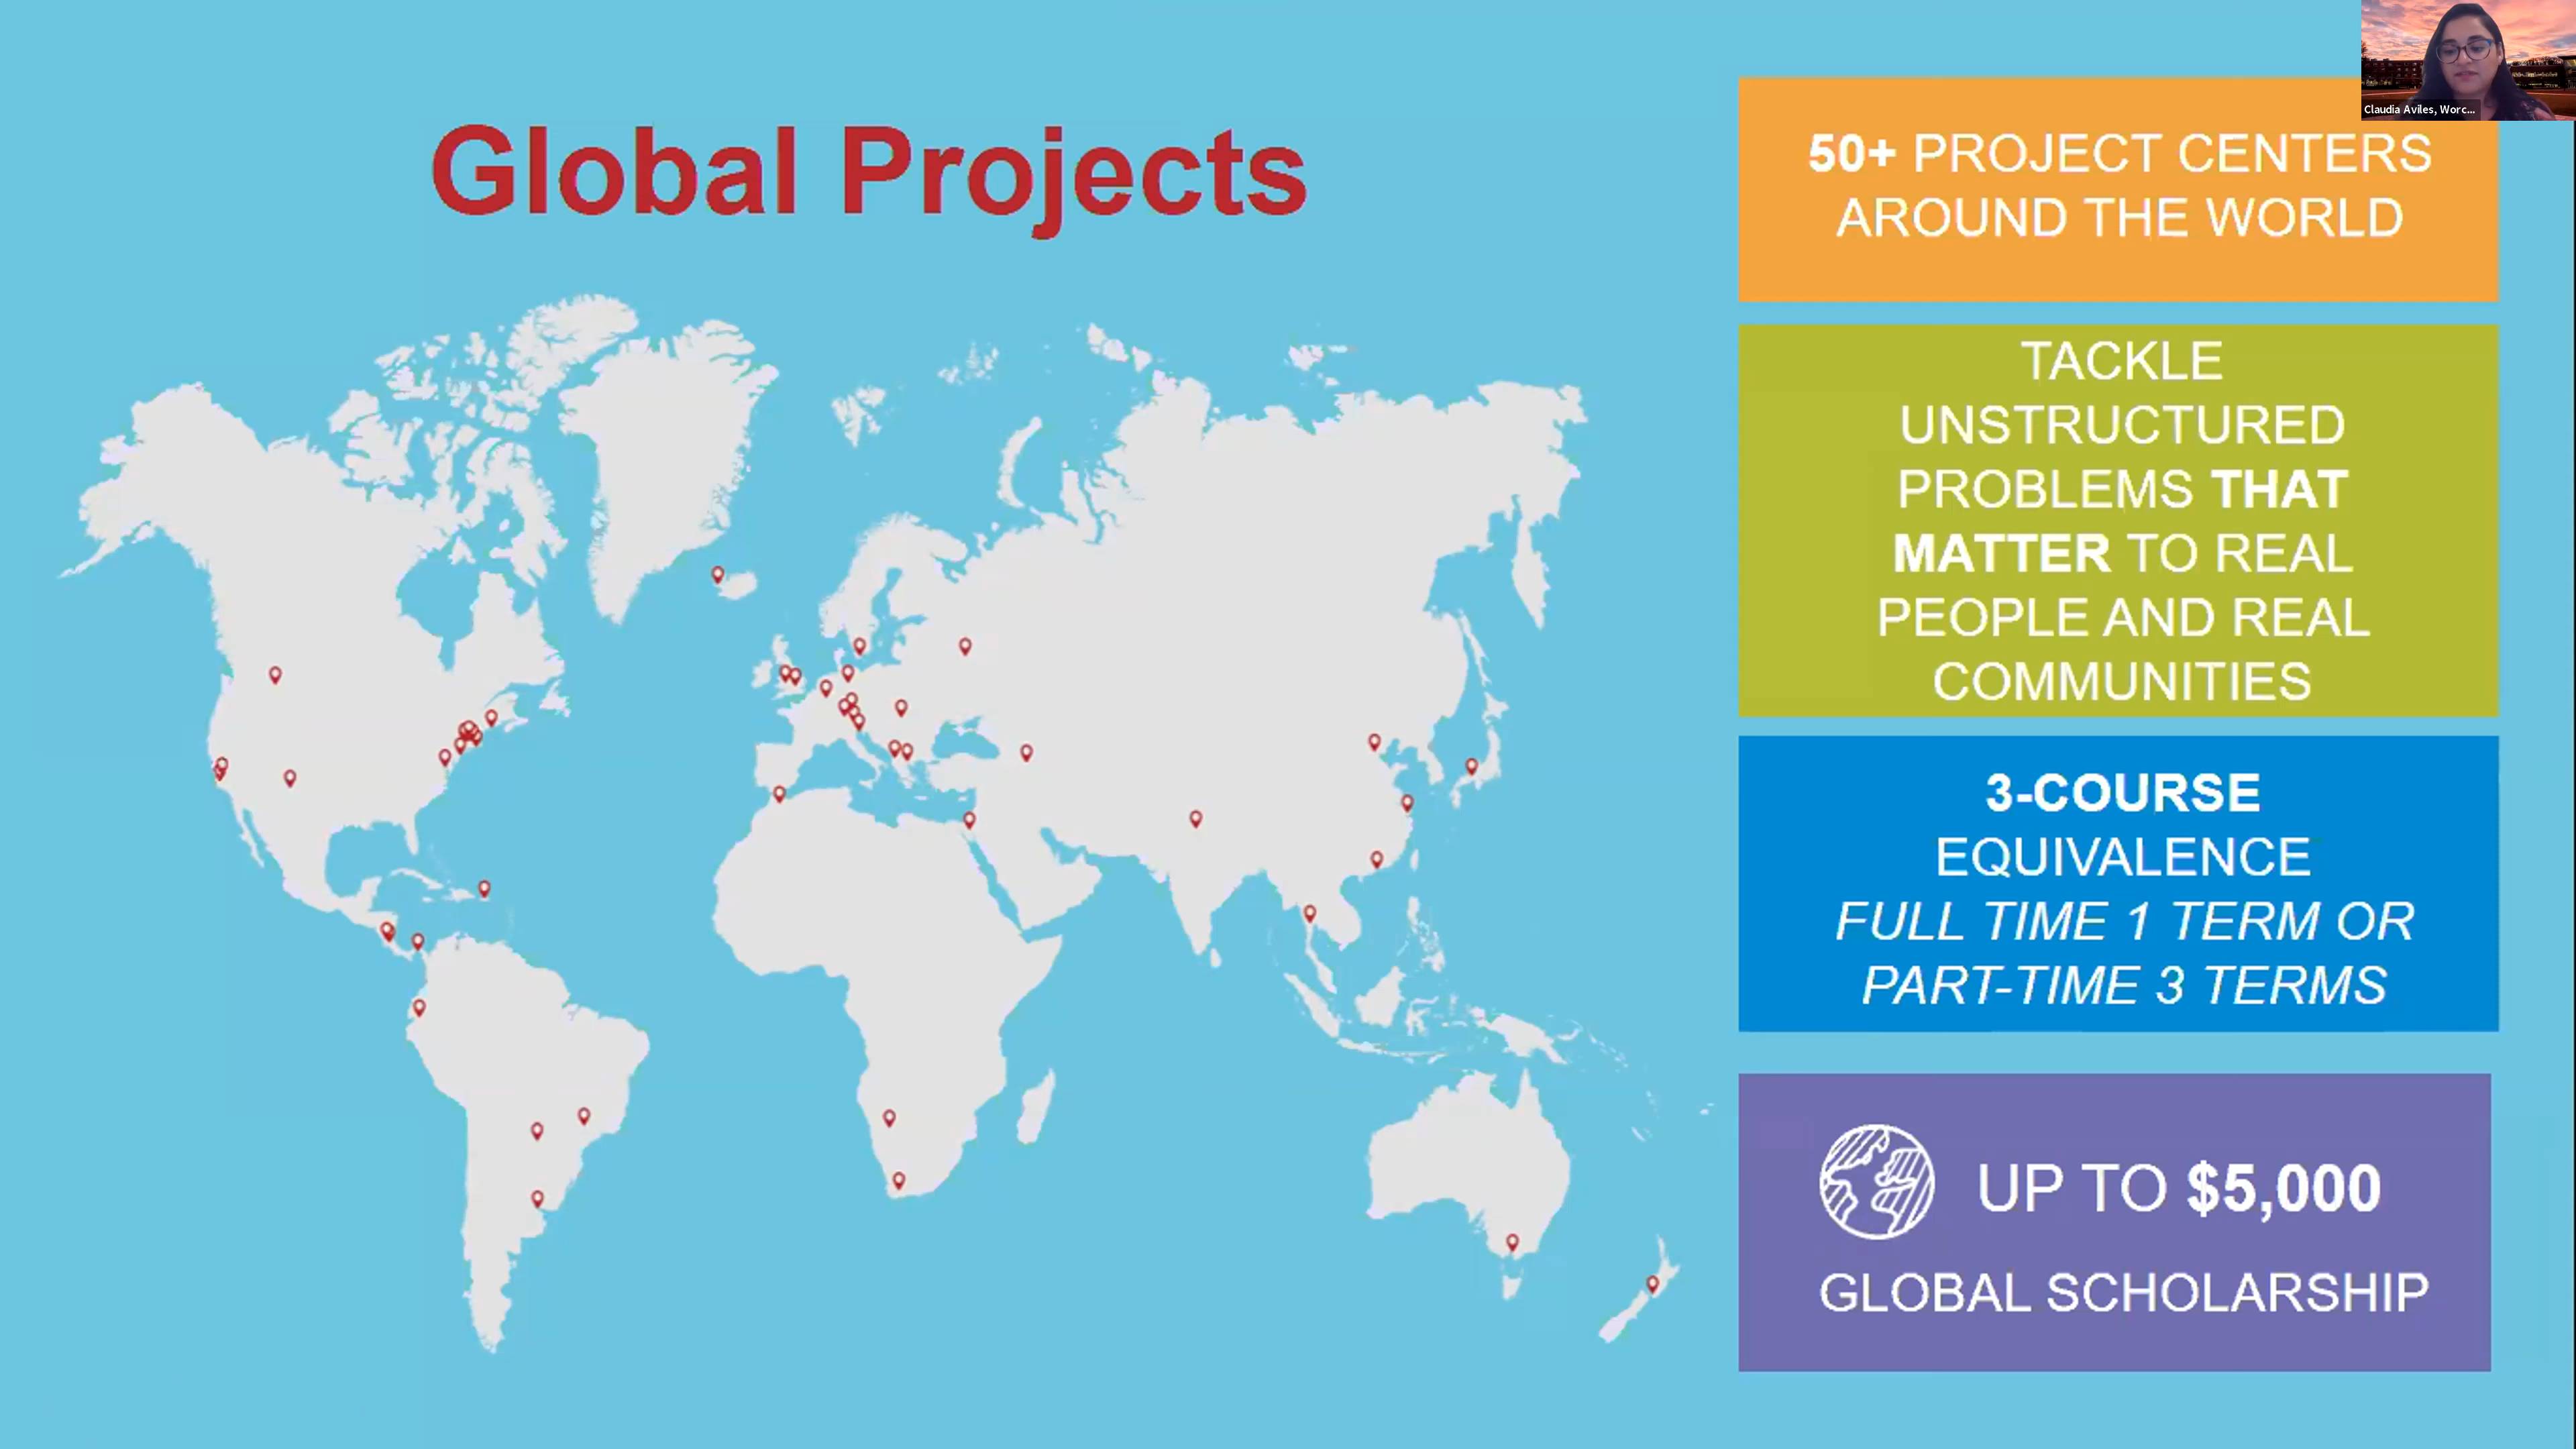 Claudia Aviles, Worc...
Global Projects
50+ PROJECT CENTERS
AROUND THE WORLD
TACKLE
UNSTRUCTURED
PROBLEMS THAT
MATTER TO REAL
PEOPLE AND REAL
COMMUNITIES
3-COURSE
EQUIVALENCE
FULL TIME 1 TERM OR
PART-TIME 3 TERMS
UP TO $5,000
GLOBAL SCHOLARSHIP